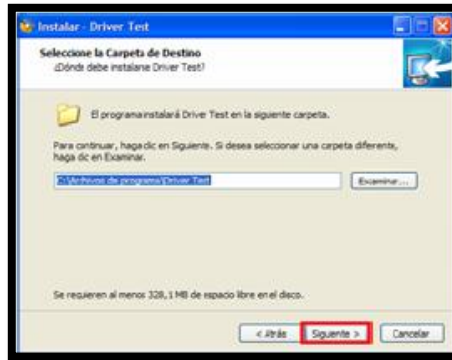 Instalar - Driver Test
Seleccione la Carpeta de Destino
¿Dónde debe instalarse Driver Test?
El programa instalará Driver Test en la siguiente carpeta.
Para continuar, haga clic en Siguiente. Si desea seleccionar una carpeta diferente,
haga clic en Examinar.
C:\Archivos de programa\Driver Test
Examinar...
Se requieren al menos 328,1 MB de espacio libre en el disco.
< Atrás
Siguiente >
Cancelar